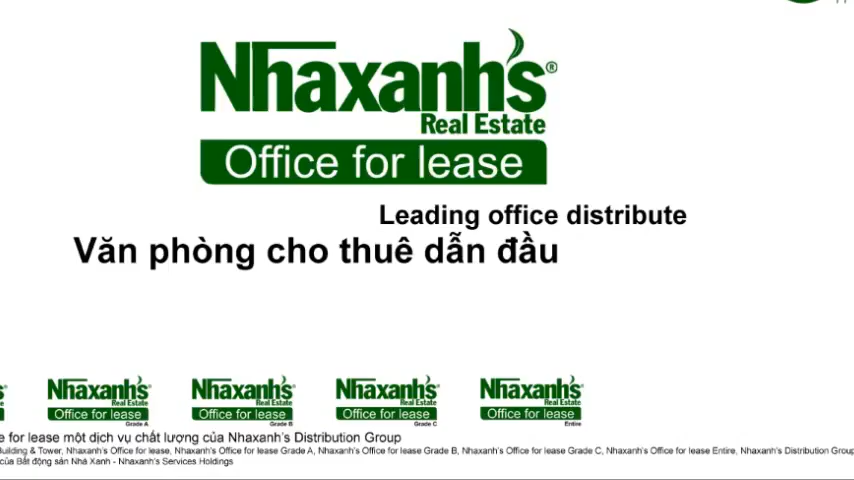 Nhaxanh's®
Real Estate
Office for lease
Leading office distribute
Văn phòng cho thuê dẫn đầu
Nhaxanh's Nhaxanh's Nhaxanh's Nhaxanh's
Real Estate Real Estate Real Estate Real Estate
Office for lease Office for lease Office for lease Office for lease
Grade A Grade B Grade C Entire
e for lease một dịch vụ chất lượng của Nhaxanh's Distribution Group
Building & Tower, Nhaxanh's Office for lease, Nhaxanh's Office for lease Grade A, Nhaxanh's Office for lease Grade B, Nhaxanh's Office for lease Grade C, Nhaxanh's Office for lease Entire, Nhaxanh's Distribution Group
của Bất động sản Nhà Xanh - Nhaxanh's Services Holdings